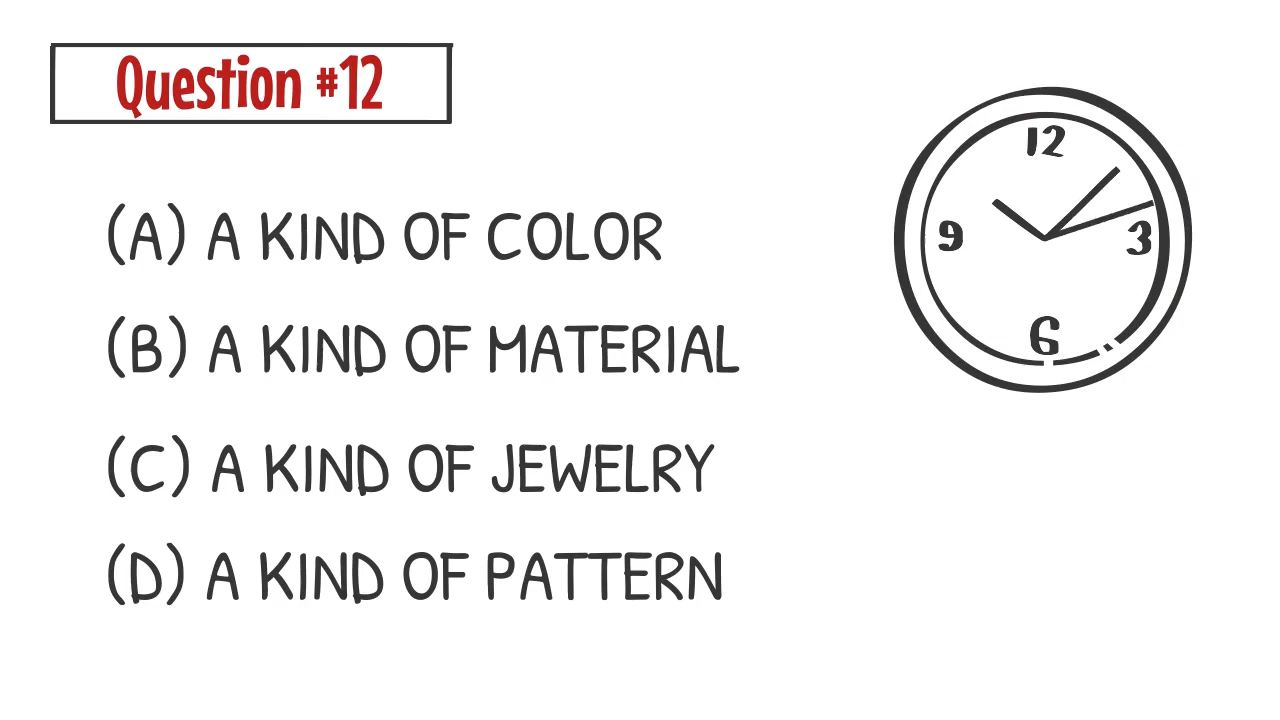 Question #12
(A) A KIND OF COLOR
(B) A KIND OF MATERIAL
(C) A KIND OF JEWELRY
(D) A KIND OF PATTERN
12
9
3
6